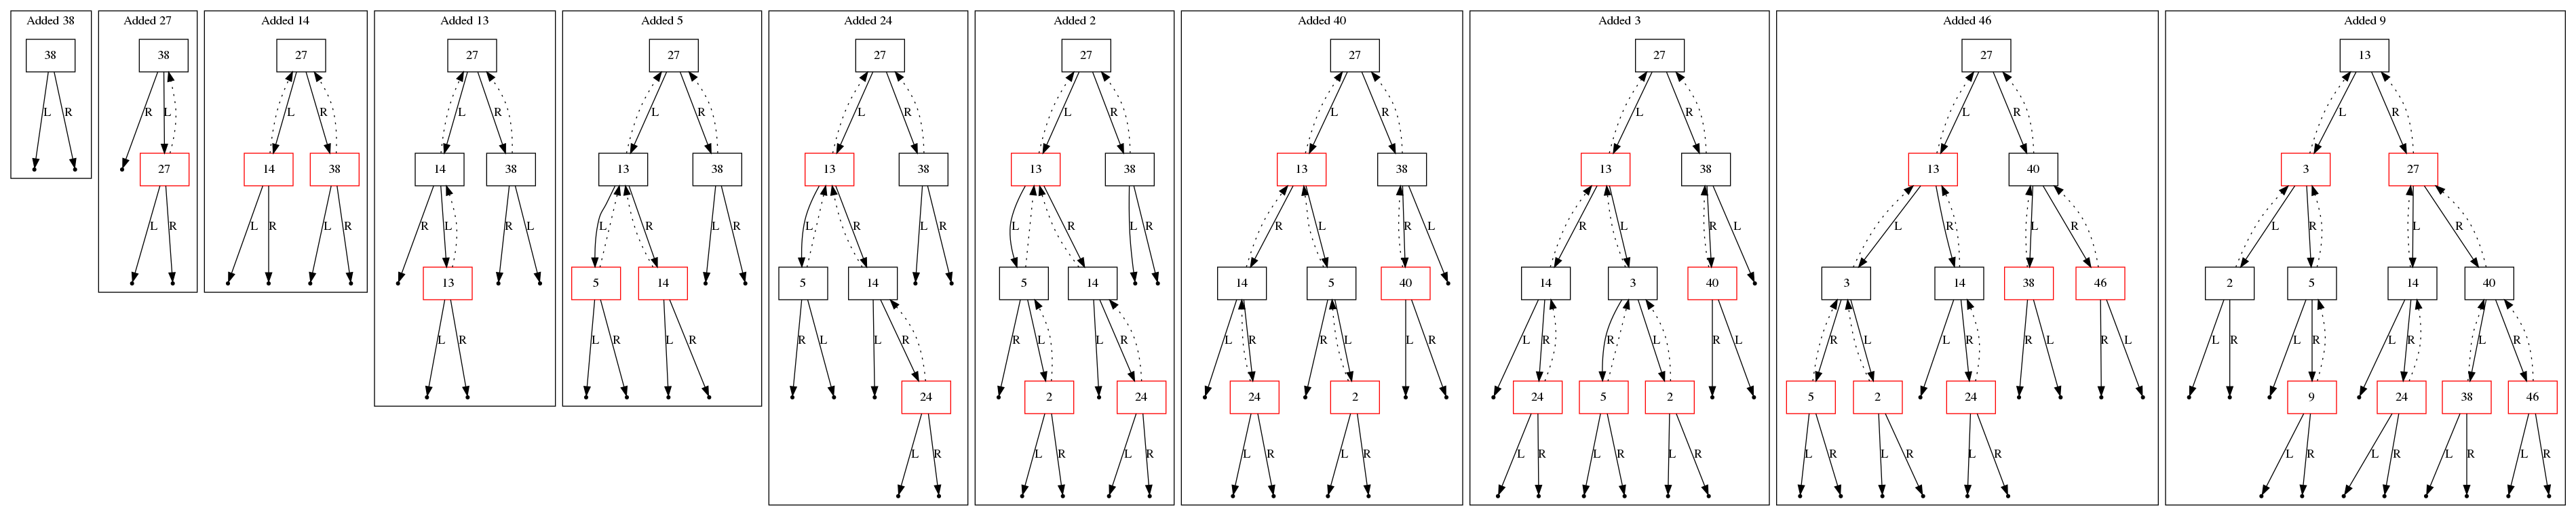 Added 38
38
L R
Added 27
38
R L
27
L R
Added 14
27
L R
14 38
L R L R
Added 13
27
L R
14 38
R L R L
13
L R
Added 5
27
L R
13 38
L R L R
5 14
L R L R
Added 24
27
L R
13 38
L R L R
5 14
R L L R
24
L R
Added 2
27
L R
13 38
L R L R
5 14
R L L R
2 24
L R L R
Added 40
27
L R
13 38
R L R L
14 5 40
L R R L L R
24 2
L R L R
Added 3
27
L R
13 38
R L R L
14 3 40
L R R L R L
24 5 2
L R L R L R
Added 46
27
L R
13 40
L R L R
3 14 38 46
R L L R R L R L
5 2 24
L R L R L R
Added 9
13
L R
3 27
L R L R
2 5 14 40
L R L R L R L R
9 24 38 46
L R L R L R L R